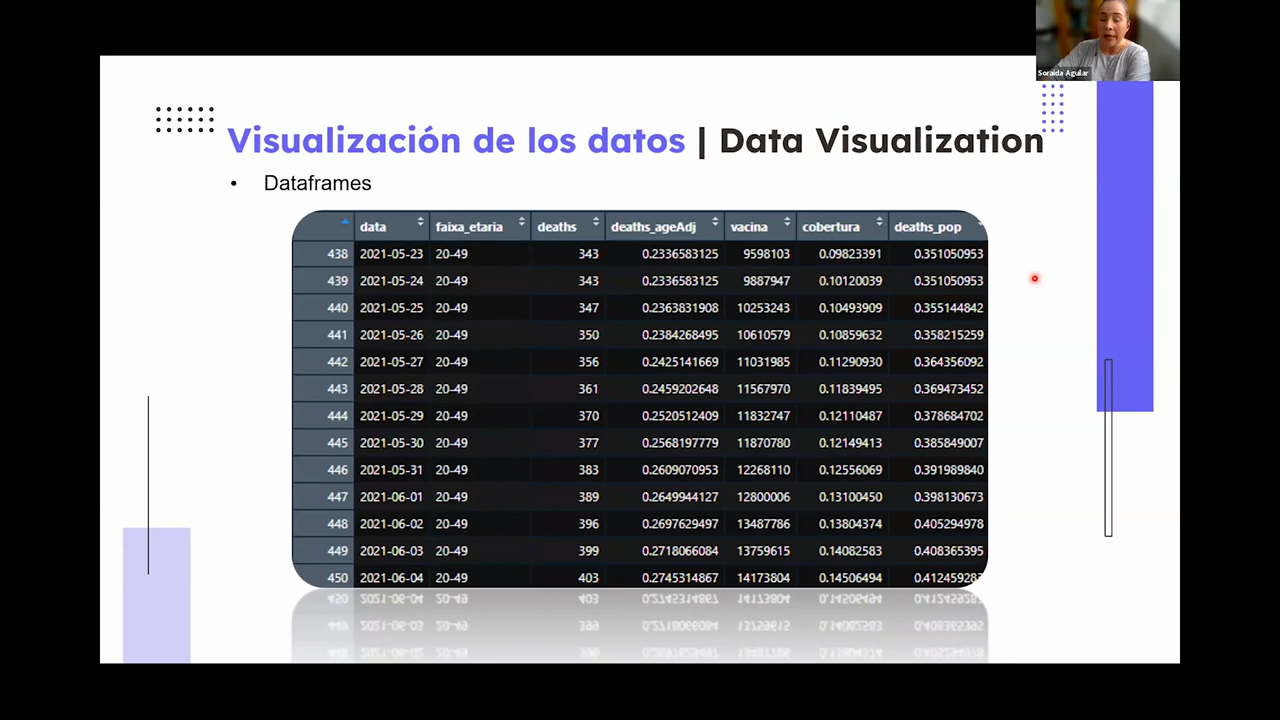 Soraida Aguilar
Visualización de los datos | Data Visualization
• Dataframes
data faixa_etaria deaths deaths_ageAdj vacina cobertura deaths_pop
438 2021-05-23 20-49 343 0.2336583125 9598103 0.09823391 0.351050953
439 2021-05-24 20-49 343 0.2336583125 9887947 0.10120039 0.351050953
440 2021-05-25 20-49 347 0.2363831908 10253243 0.10493909 0.355144842
441 2021-05-26 20-49 350 0.2384268495 10610579 0.10859632 0.358215259
442 2021-05-27 20-49 356 0.2425141669 11031985 0.11290930 0.364356092
443 2021-05-28 20-49 361 0.2459202648 11567970 0.11839495 0.369473452
444 2021-05-29 20-49 370 0.2520512409 11832747 0.12110487 0.378684702
445 2021-05-30 20-49 377 0.2568197779 11870780 0.12149413 0.385849007
446 2021-05-31 20-49 383 0.2609070953 12268110 0.12556069 0.391989840
447 2021-06-01 20-49 389 0.2649944127 12800006 0.13100450 0.398130673
448 2021-06-02 20-49 396 0.2697629497 13487786 0.13804374 0.405294978
449 2021-06-03 20-49 399 0.2718066084 13759615 0.14082583 0.408365395
450 2021-06-04 20-49 403 0.2745314867 14173804 0.14506494